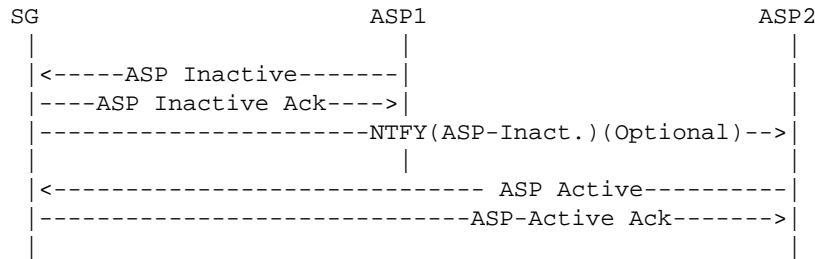 SG                       ASP1                      ASP2
 |                         |                         |
 |<-----ASP Inactive-------|                         |
 |----ASP Inactive Ack---->|                         |
 |----------------------NTFY(ASP-Inact.)(Optional)-->|
 |                         |                         |
 |<------------------------------ ASP Active---------|
 |-----------------------------ASP-Active Ack------->|
 |                                                   |